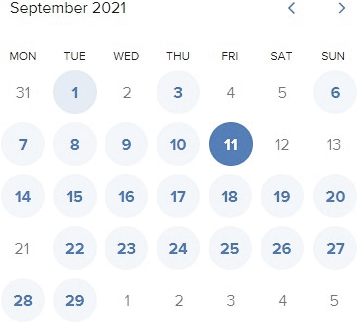 September 2021
MON TUE WED THU FRI SAT SUN
31 1 2 3 4 5 6
7 8 9 10 11 12 13
14 15 16 17 18 19 20
21 22 23 24 25 26 27
28 29 1 2 3 4 5